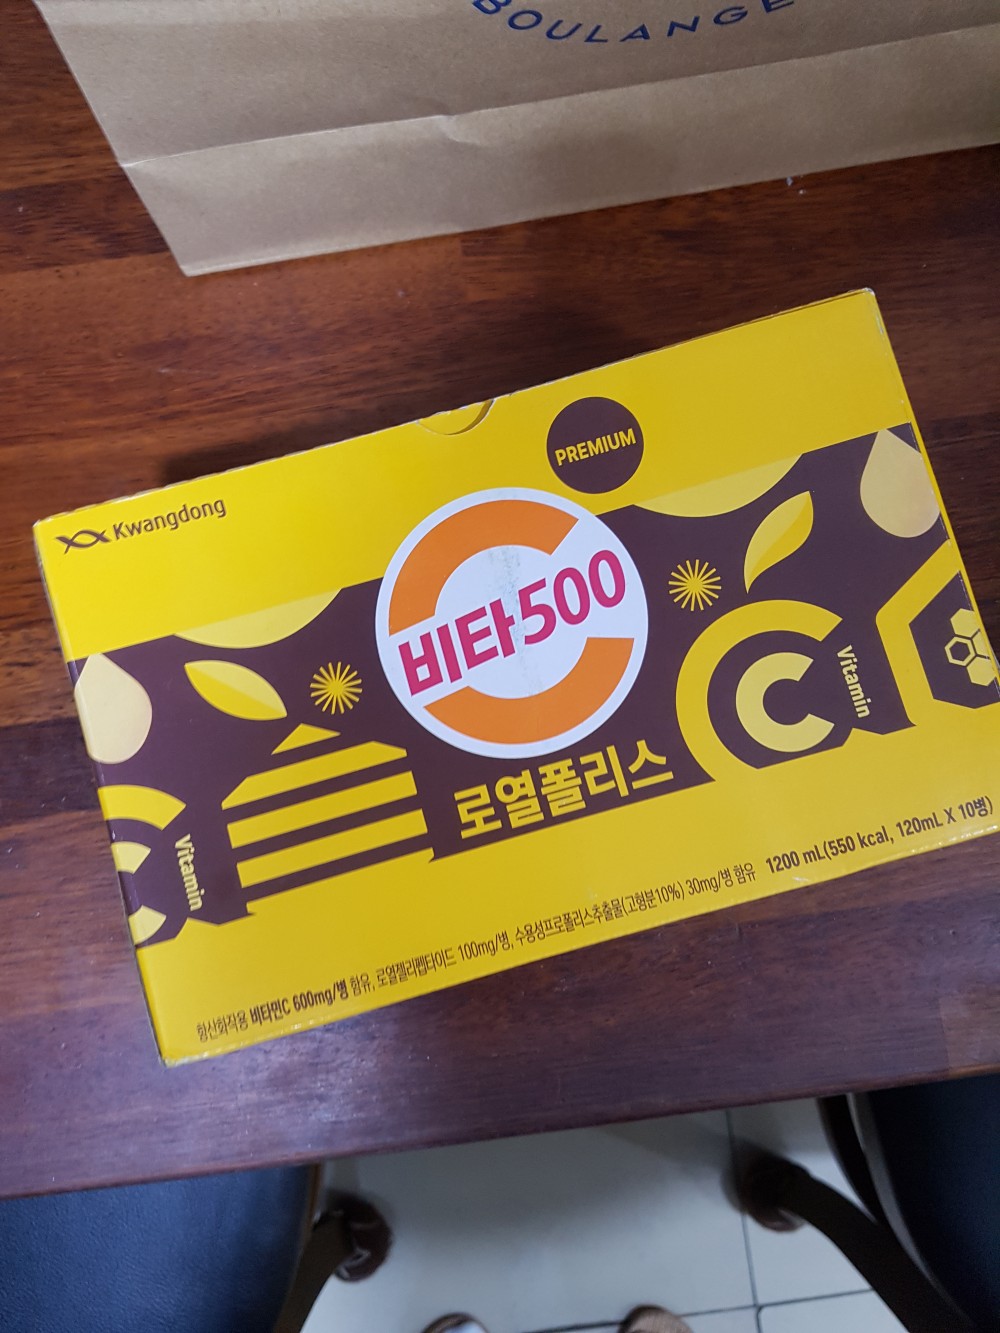 BOULANGE
PREMIUM
Kwangdong
비타500
Vitamin
로열폴리스
Vitamin
항산화작용 비타민C 600mg/병 함유, 로열젤리펩타이드 100mg/병, 수용성프로폴리스추출물(고형분10%) 30mg/병 함유 1200 mL(550 kcal, 120mL X 10병)